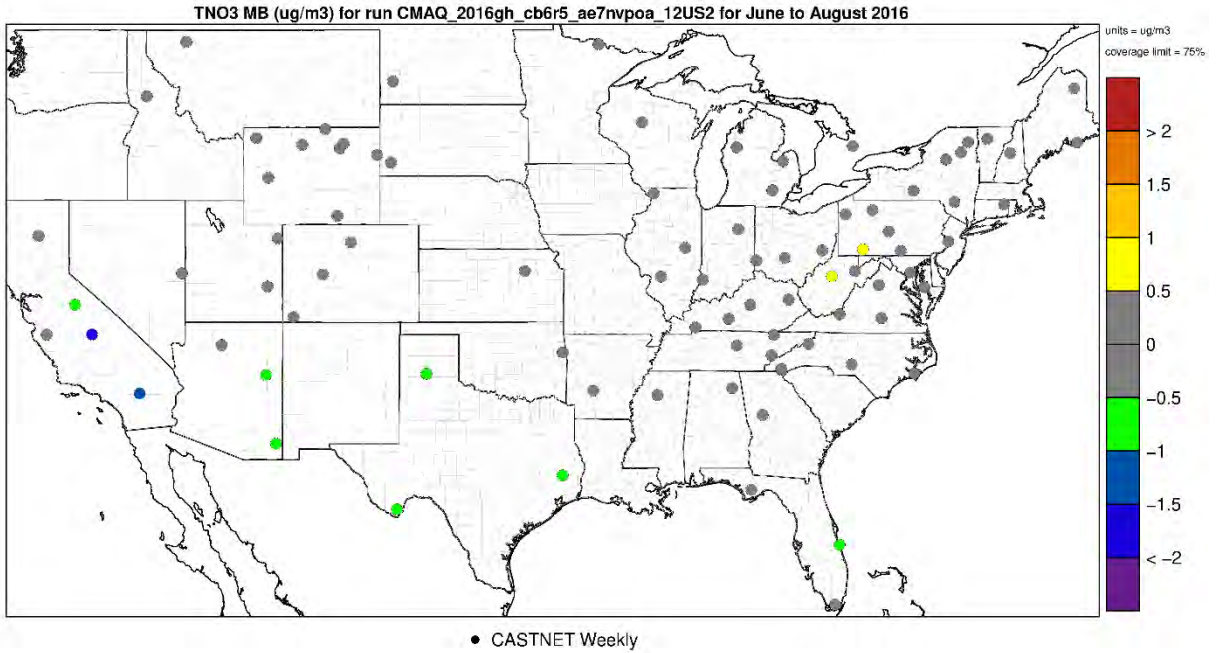 TNO3 MB (ug/m3) for run CMAQ_2016gh_cb6r5_ae7nvpoa_12US2 for June to August 2016
units = ug/m3
coverage limit = 75%
> 2
1.5
1
0.5
0
−0.5
−1
−1.5
< −2
CASTNET Weekly